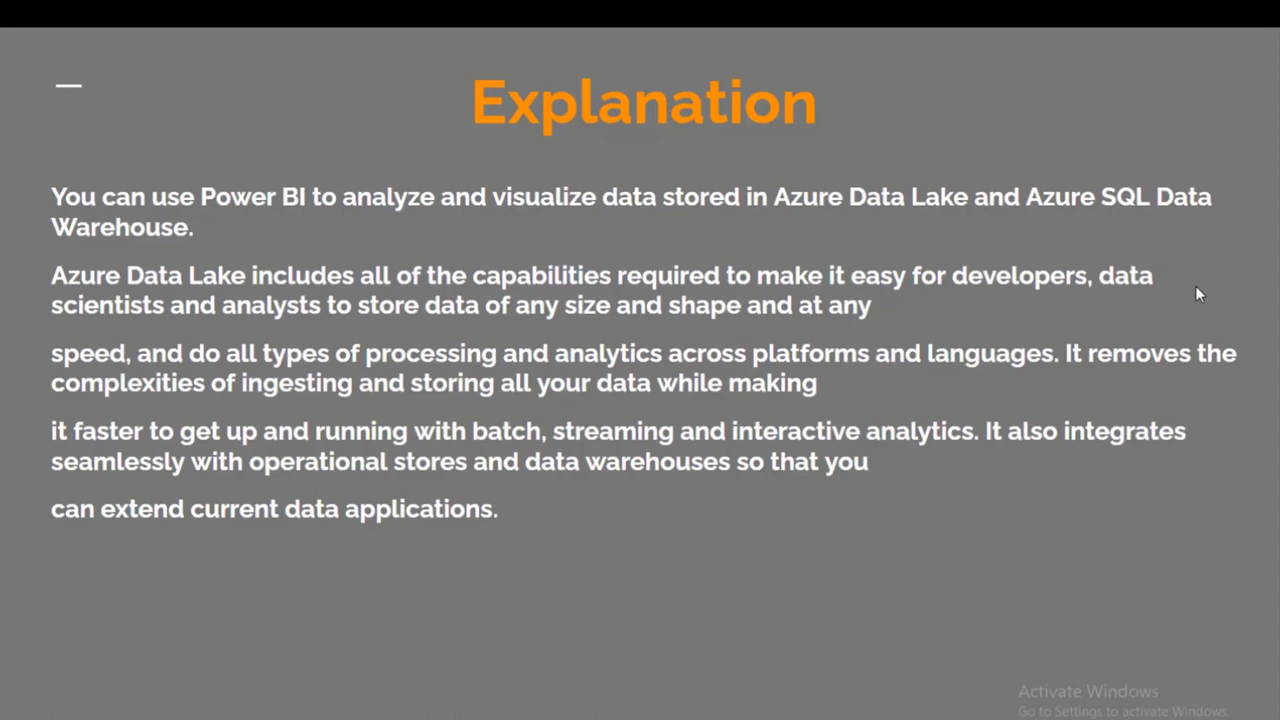 Explanation
You can use Power BI to analyze and visualize data stored in Azure Data Lake and Azure SQL Data
Warehouse.
Azure Data Lake includes all of the capabilities required to make it easy for developers, data
scientists and analysts to store data of any size and shape and at any
speed, and do all types of processing and analytics across platforms and languages. It removes the
complexities of ingesting and storing all your data while making
it faster to get up and running with batch, streaming and interactive analytics. It also integrates
seamlessly with operational stores and data warehouses so that you
can extend current data applications.
Activate Windows
Go to Settings to activate Windows.